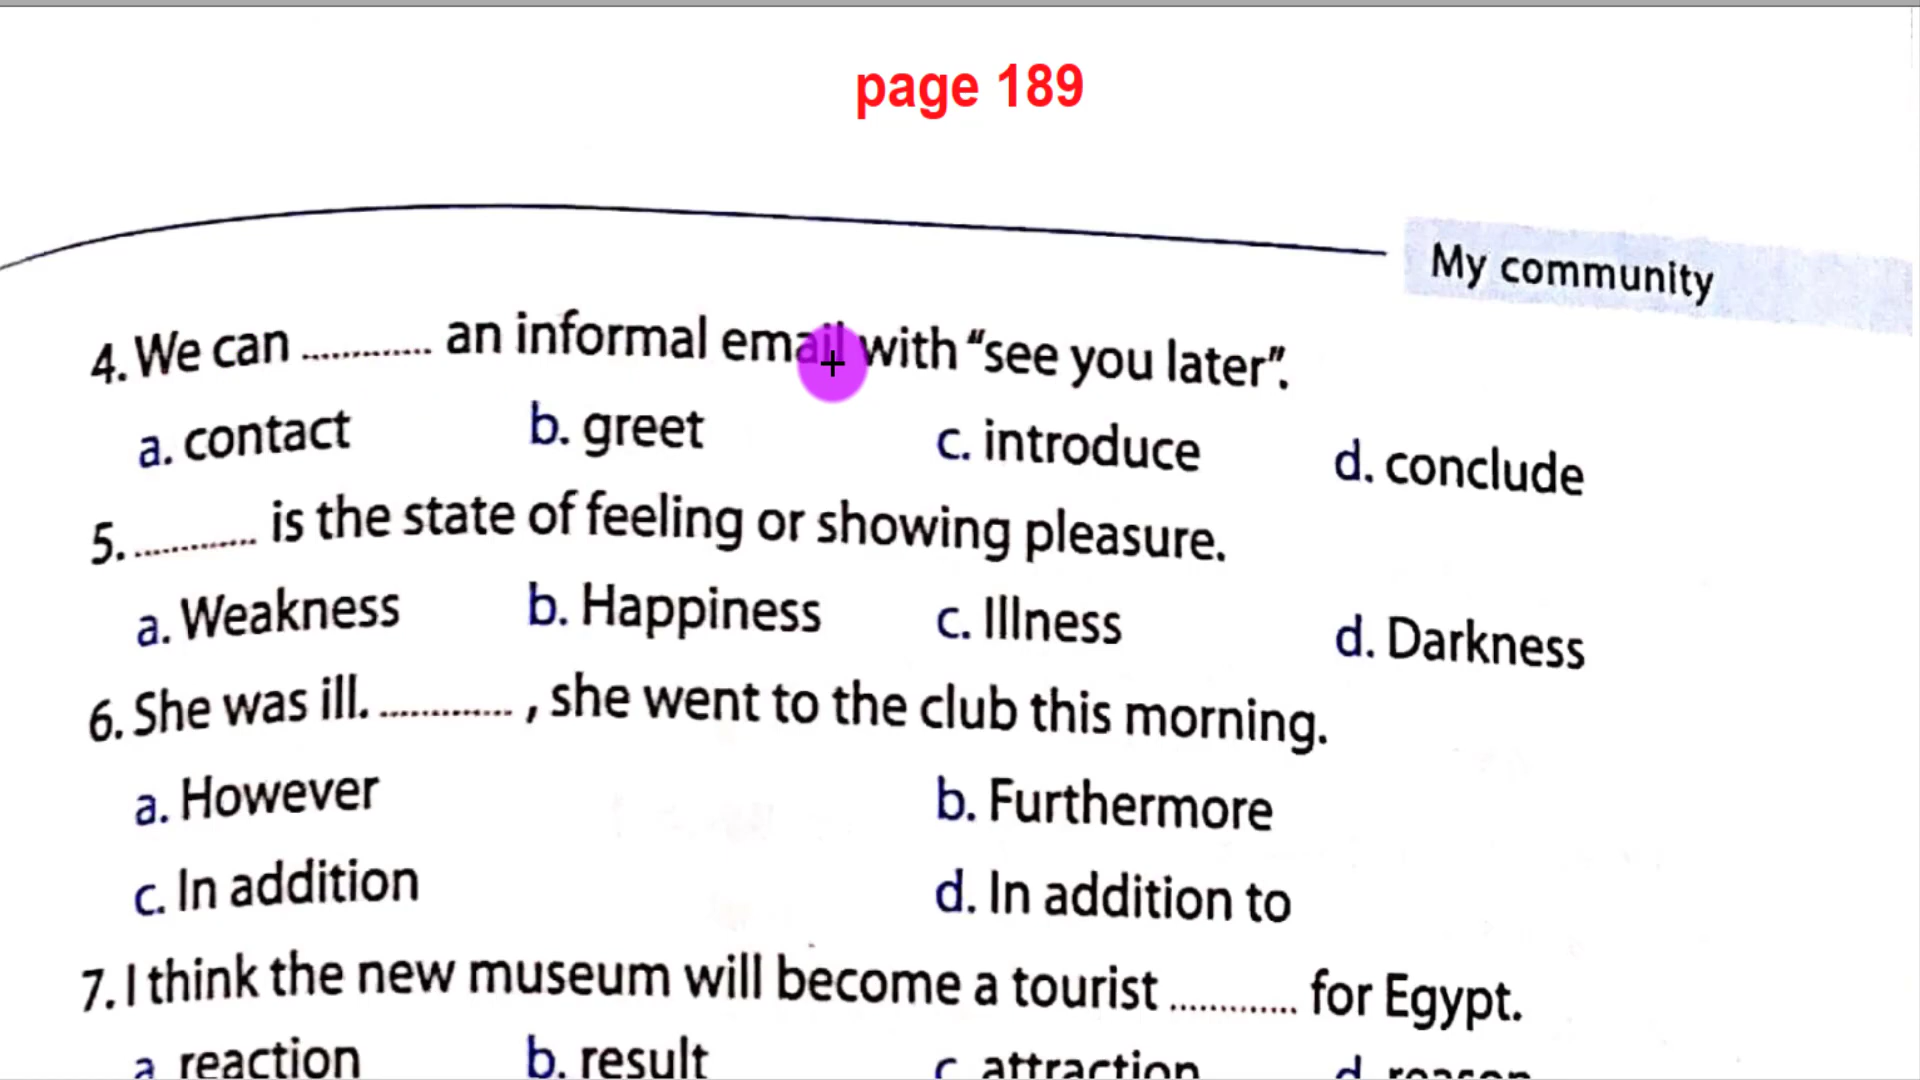 page 189
My community
4. We can ............. an informal email with “see you later”.
a. contact b. greet c. introduce d. conclude
5. ............. is the state of feeling or showing pleasure.
a. Weakness b. Happiness c. Illness d. Darkness
6. She was ill. ............. , she went to the club this morning.
a. However b. Furthermore
c. In addition d. In addition to
7. I think the new museum will become a tourist ............. for Egypt.
a reaction b. result c attraction d reason